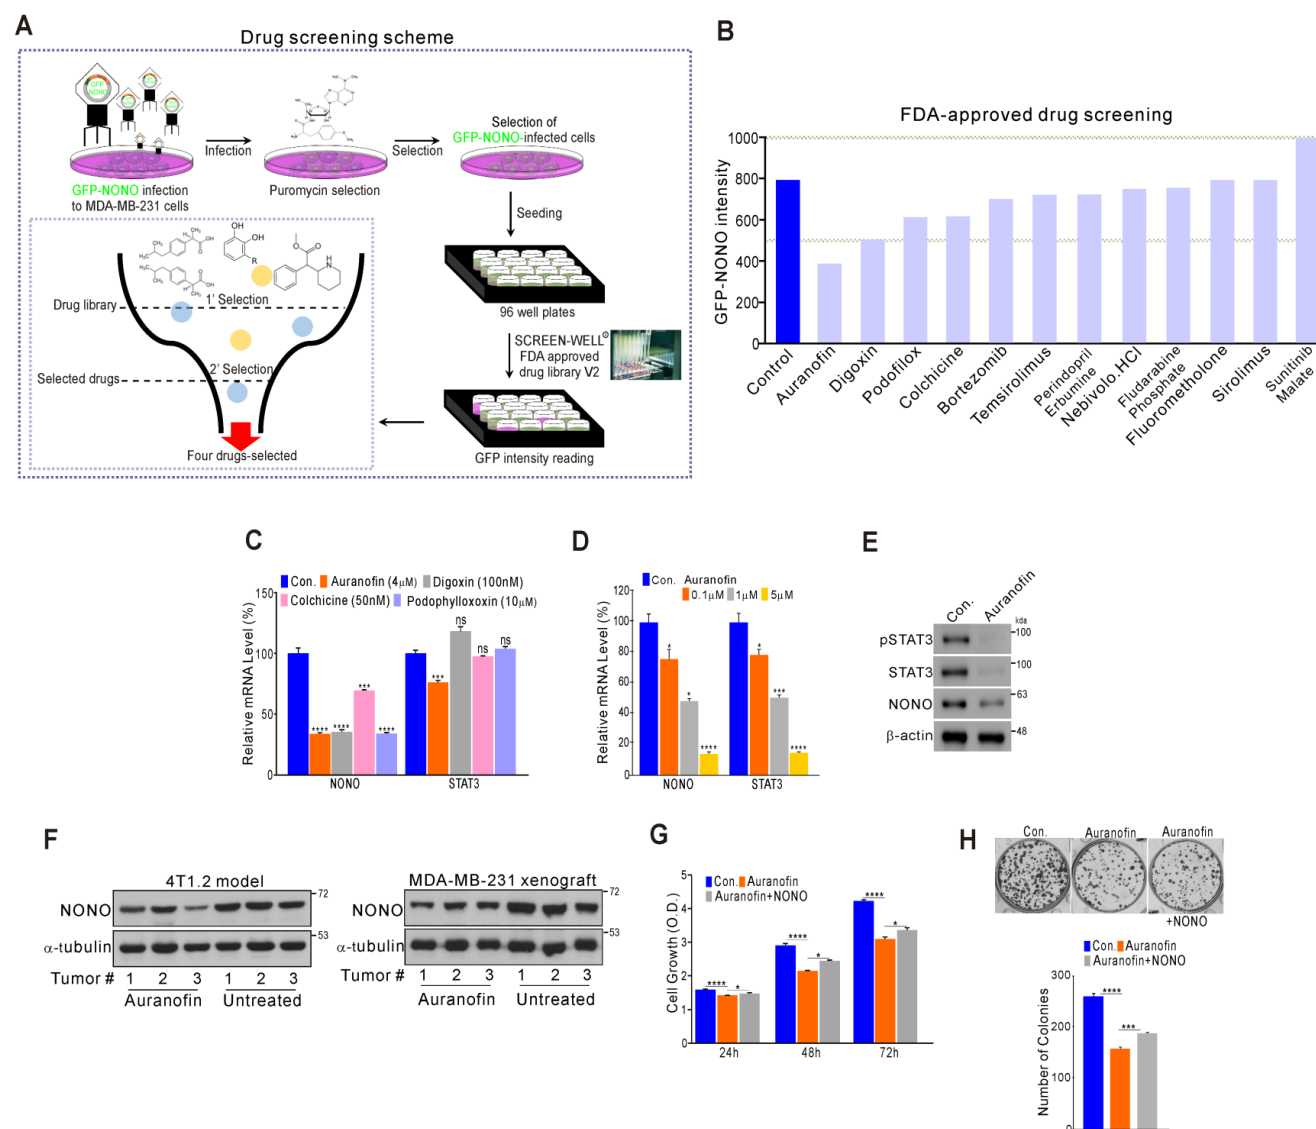 A
Drug screening scheme
GFP
NONO
Infection
Selection
Selection of
GFP-NONO-infected cells
GFP-NONO infection
to MDA-MB-231 cells
Puromycin selection
Seeding
96 well plates
SCREEN-WELL®
FDA approved
drug library V2
GFP intensity reading
Drug library
1' Selection
2' Selection
Selected drugs
Four drugs-selected
B
FDA-approved drug screening
GFP-NONO intensity
1000
800
600
400
200
0
Control
Auranofin
Digoxin
Podofilox
Colchicine
Bortezomib
Temsirolimus
Perindopril
Erbumine
Nebivolo.HCl
Fludarabine
Phosphate
Fluorometholone
Sirolimus
Sunitinib
Malate
C
Con. Auranofin (4µM) Digoxin (100nM)
Colchicine (50nM) Podophylloxoxin (10µM)
Relative mRNA Level (%)
150
100
50
0
**** **** *** ****
*** ns ns ns
NONO STAT3
D
Con. Auranofin
0.1µM 1µM 5µM
Relative mRNA Level (%)
120
100
80
60
40
20
0
* * ****
* *** ****
NONO STAT3
E
Con. Auranofin
kda
pSTAT3 100
STAT3 100
NONO 63
β-actin 48
F
4T1.2 model
NONO 72
α-tubulin 53
Tumor # 1 2 3 1 2 3
Auranofin Untreated
MDA-MB-231 xenograft
NONO 72
α-tubulin 53
1 2 3 1 2 3
Auranofin Untreated
G
Con. Auranofin
Auranofin+NONO
Cell Growth (O.D.)
5
4
3
2
1
0
**** *
**** *
**** *
24h 48h 72h
H
Con. Auranofin Auranofin
+NONO
Con. Auranofin
Auranofin+NONO
Number of Colonies
300
200
100
0
****
***